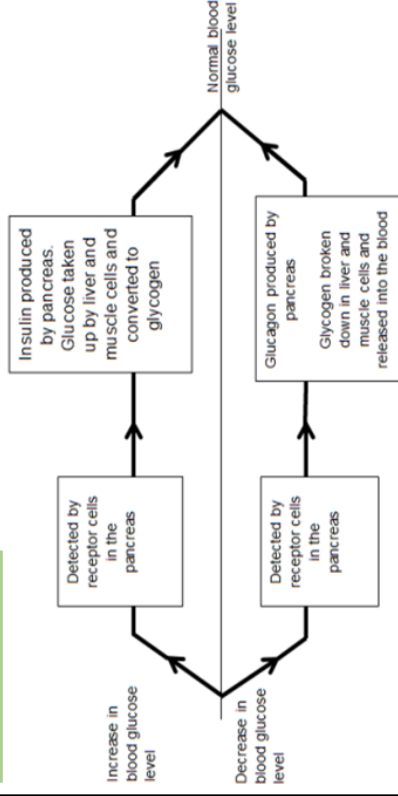 Increase in
blood glucose
level
Detected by
receptor cells
in the
pancreas
Insulin produced
by pancreas.
Glucose taken
up by liver and
muscle cells and
converted to
glycogen
Normal blood
glucose level
Decrease in
blood glucose
level
Detected by
receptor cells
in the
pancreas
Glucagon produced by
pancreas
Glycogen broken
down in liver and
muscle cells and
released into the blood